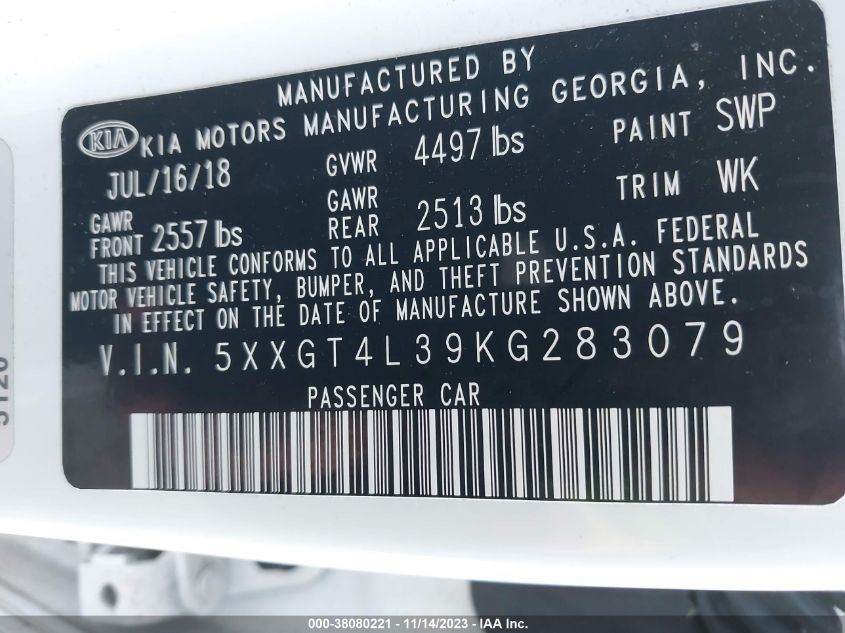 MANUFACTURED BY
KIA KIA MOTORS MANUFACTURING GEORGIA, INC.
JUL/16/18 GVWR 4497 lbs PAINT SWP
GAWR FRONT 2557 lbs GAWR REAR 2513 lbs TRIM WK
THIS VEHICLE CONFORMS TO ALL APPLICABLE U.S.A. FEDERAL
MOTOR VEHICLE SAFETY, BUMPER, AND THEFT PREVENTION STANDARDS
IN EFFECT ON THE DATE OF MANUFACTURE SHOWN ABOVE.
V.I.N. 5XXGT4L39KG283079
PASSENGER CAR
000-38080221 - 11/14/2023 - IAA Inc.